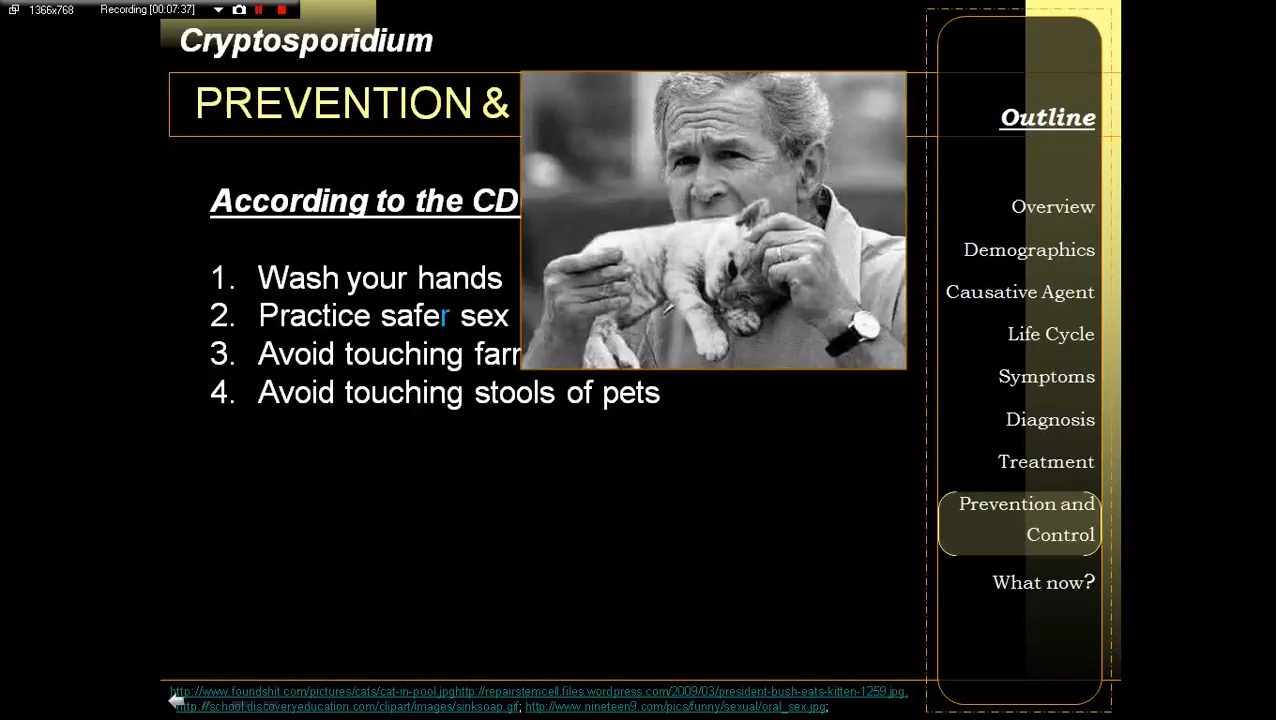 1366x768
Recording [00:07:37]
Cryptosporidium
PREVENTION &
According to the CD
1. Wash your hands
2. Practice safer sex
3. Avoid touching farm
4. Avoid touching stools of pets
Outline
Overview
Demographics
Causative Agent
Life Cycle
Symptoms
Diagnosis
Treatment
Prevention and
Control
What now?
http://www.foundshit.com/pictures/cats/cat-in-pool.jpghttp://repairstemcell.files.wordpress.com/2009/03/president-bush-eats-kitten-1259.jpg,
http://school.discoveryeducation.com/clipart/images/sinksoap.gif; http://www.nineteen9.com/pics/funny/sexual/oral_sex.jpg;